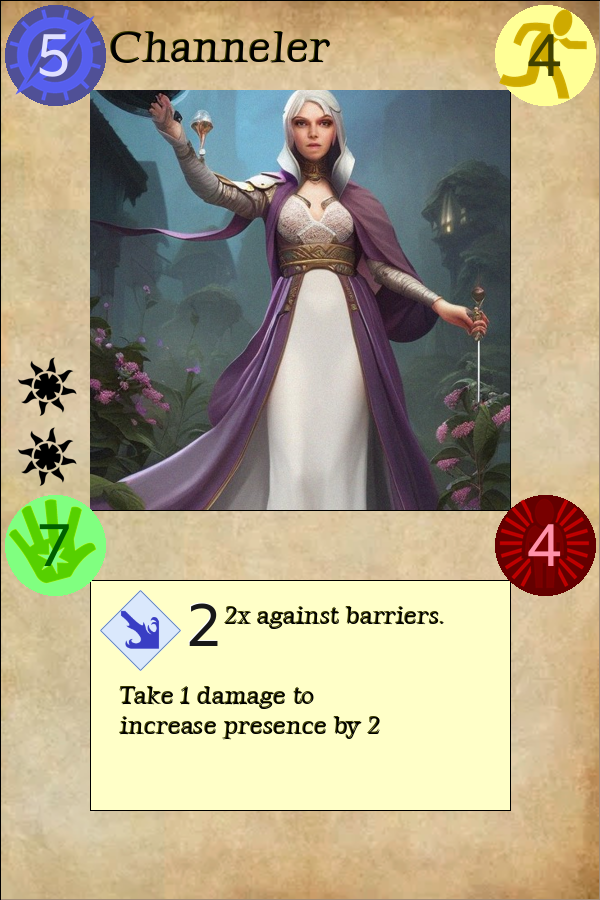 5 Channeler 4
7 4
2 2x against barriers.
Take 1 damage to
increase presence by 2